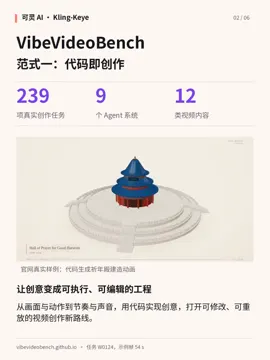 可灵 AI • Kling-Keye
02 / 06
VibeVideoBench
范式一：代码即创作
239
9
12
项真实创作任务
个 Agent 系统
类视频内容
Hall of Prayer for Good Harvests
官网真实样例：代码生成祈年殿建造动画
让创意变成可执行、可编辑的工程
从画面与动作到节奏与声音，用代码实现创意，打开可修改、可重
放的视频创作新路线。
vibevideobench.github.io • 任务 W0124，示例帧 54 s